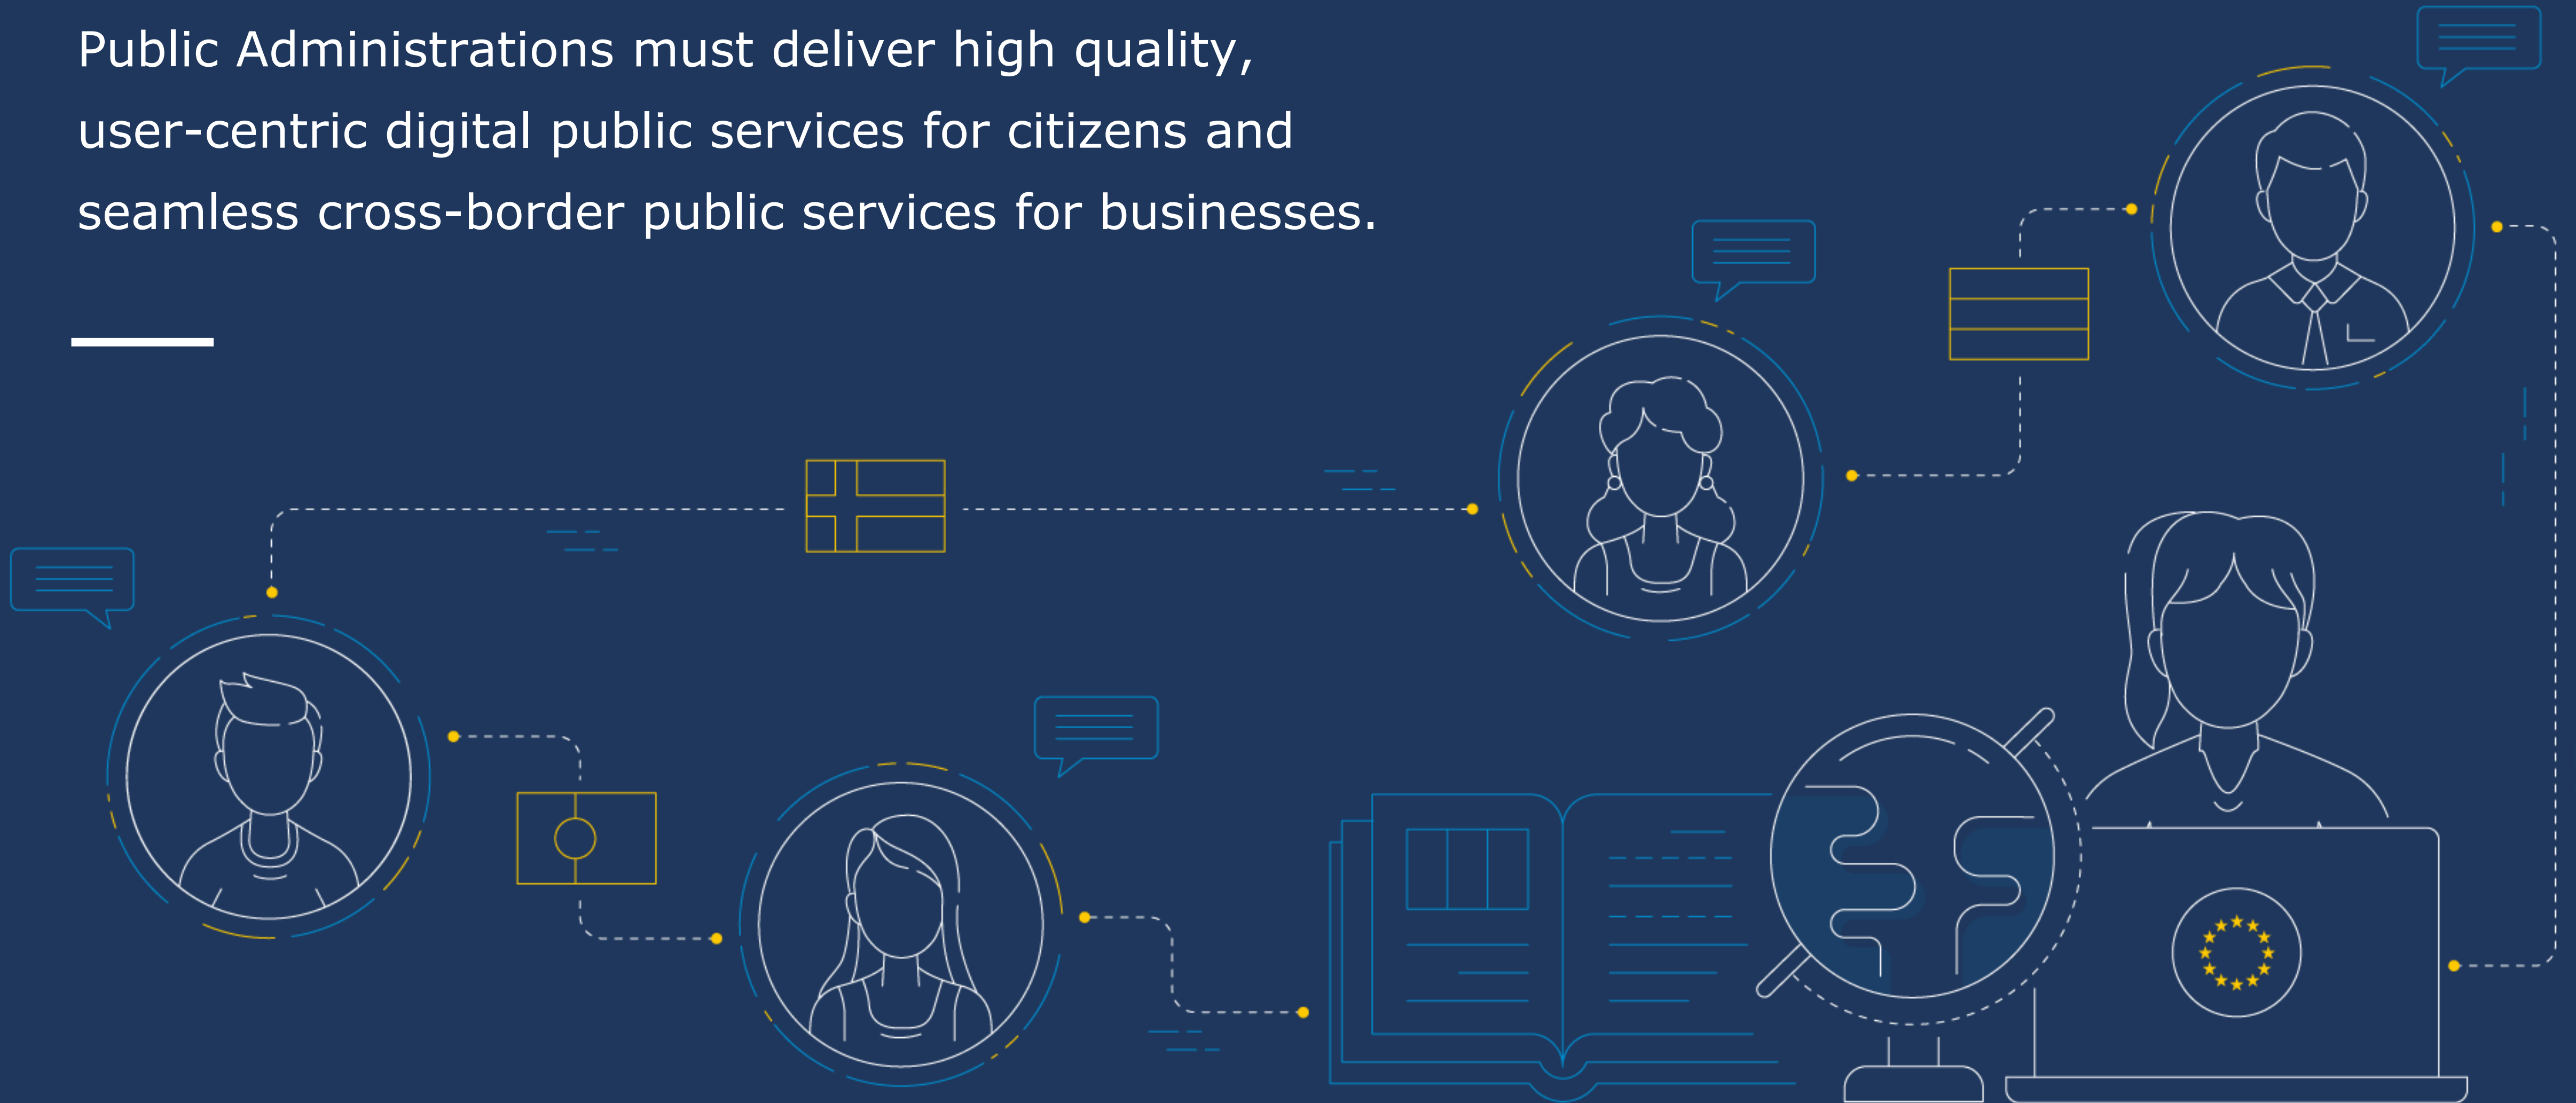 Public Administrations must deliver high quality,
user-centric digital public services for citizens and
seamless cross-border public services for businesses.